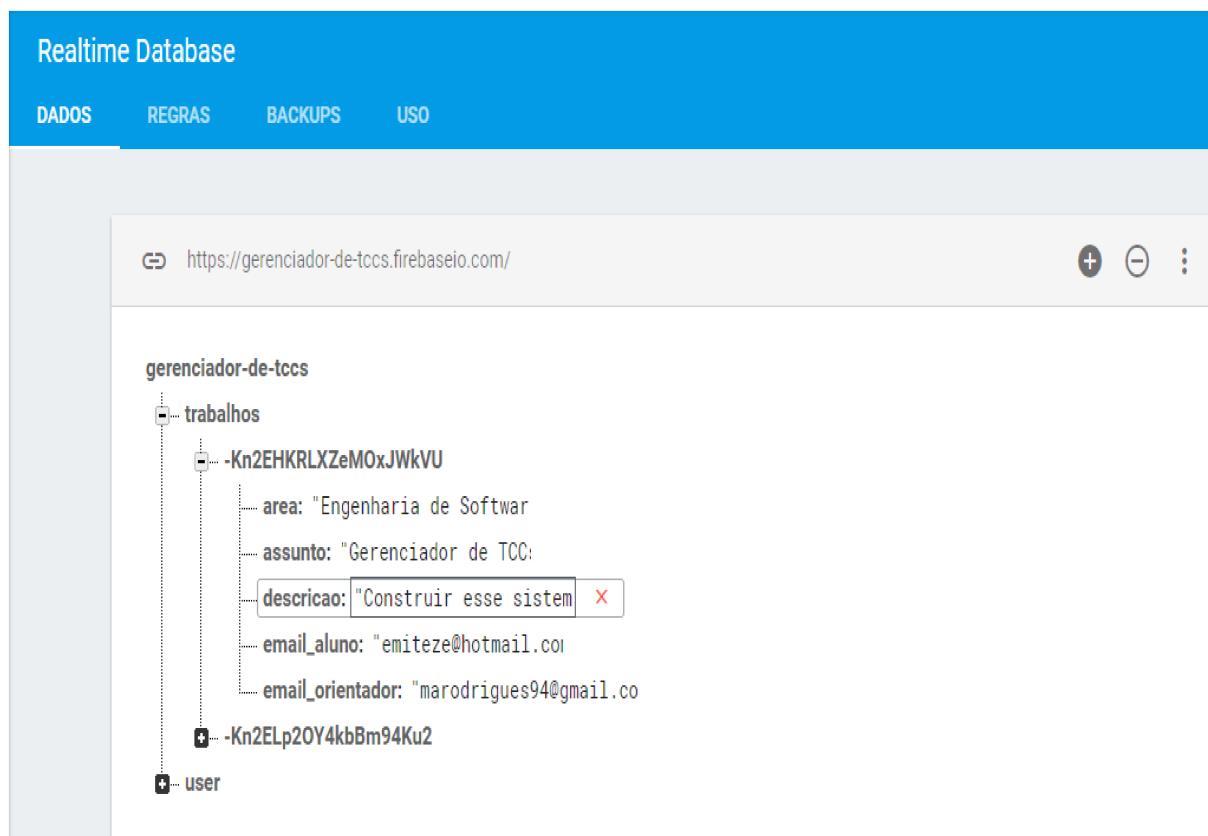 Realtime Database
DADOS REGRAS BACKUPS USO
https://gerenciador-de-tccs.firebaseio.com/
gerenciador-de-tccs
trabalhos
-Kn2EHKRLXZeMOxJWkVU
area: "Engenharia de Softwar
assunto: "Gerenciador de TCC
descricao: "Construir esse sistem X
email_aluno: "emiteze@hotmail.co
email_orientador: "marodrigues94@gmail.co
-Kn2ELp2OY4kbBm94Ku2
user